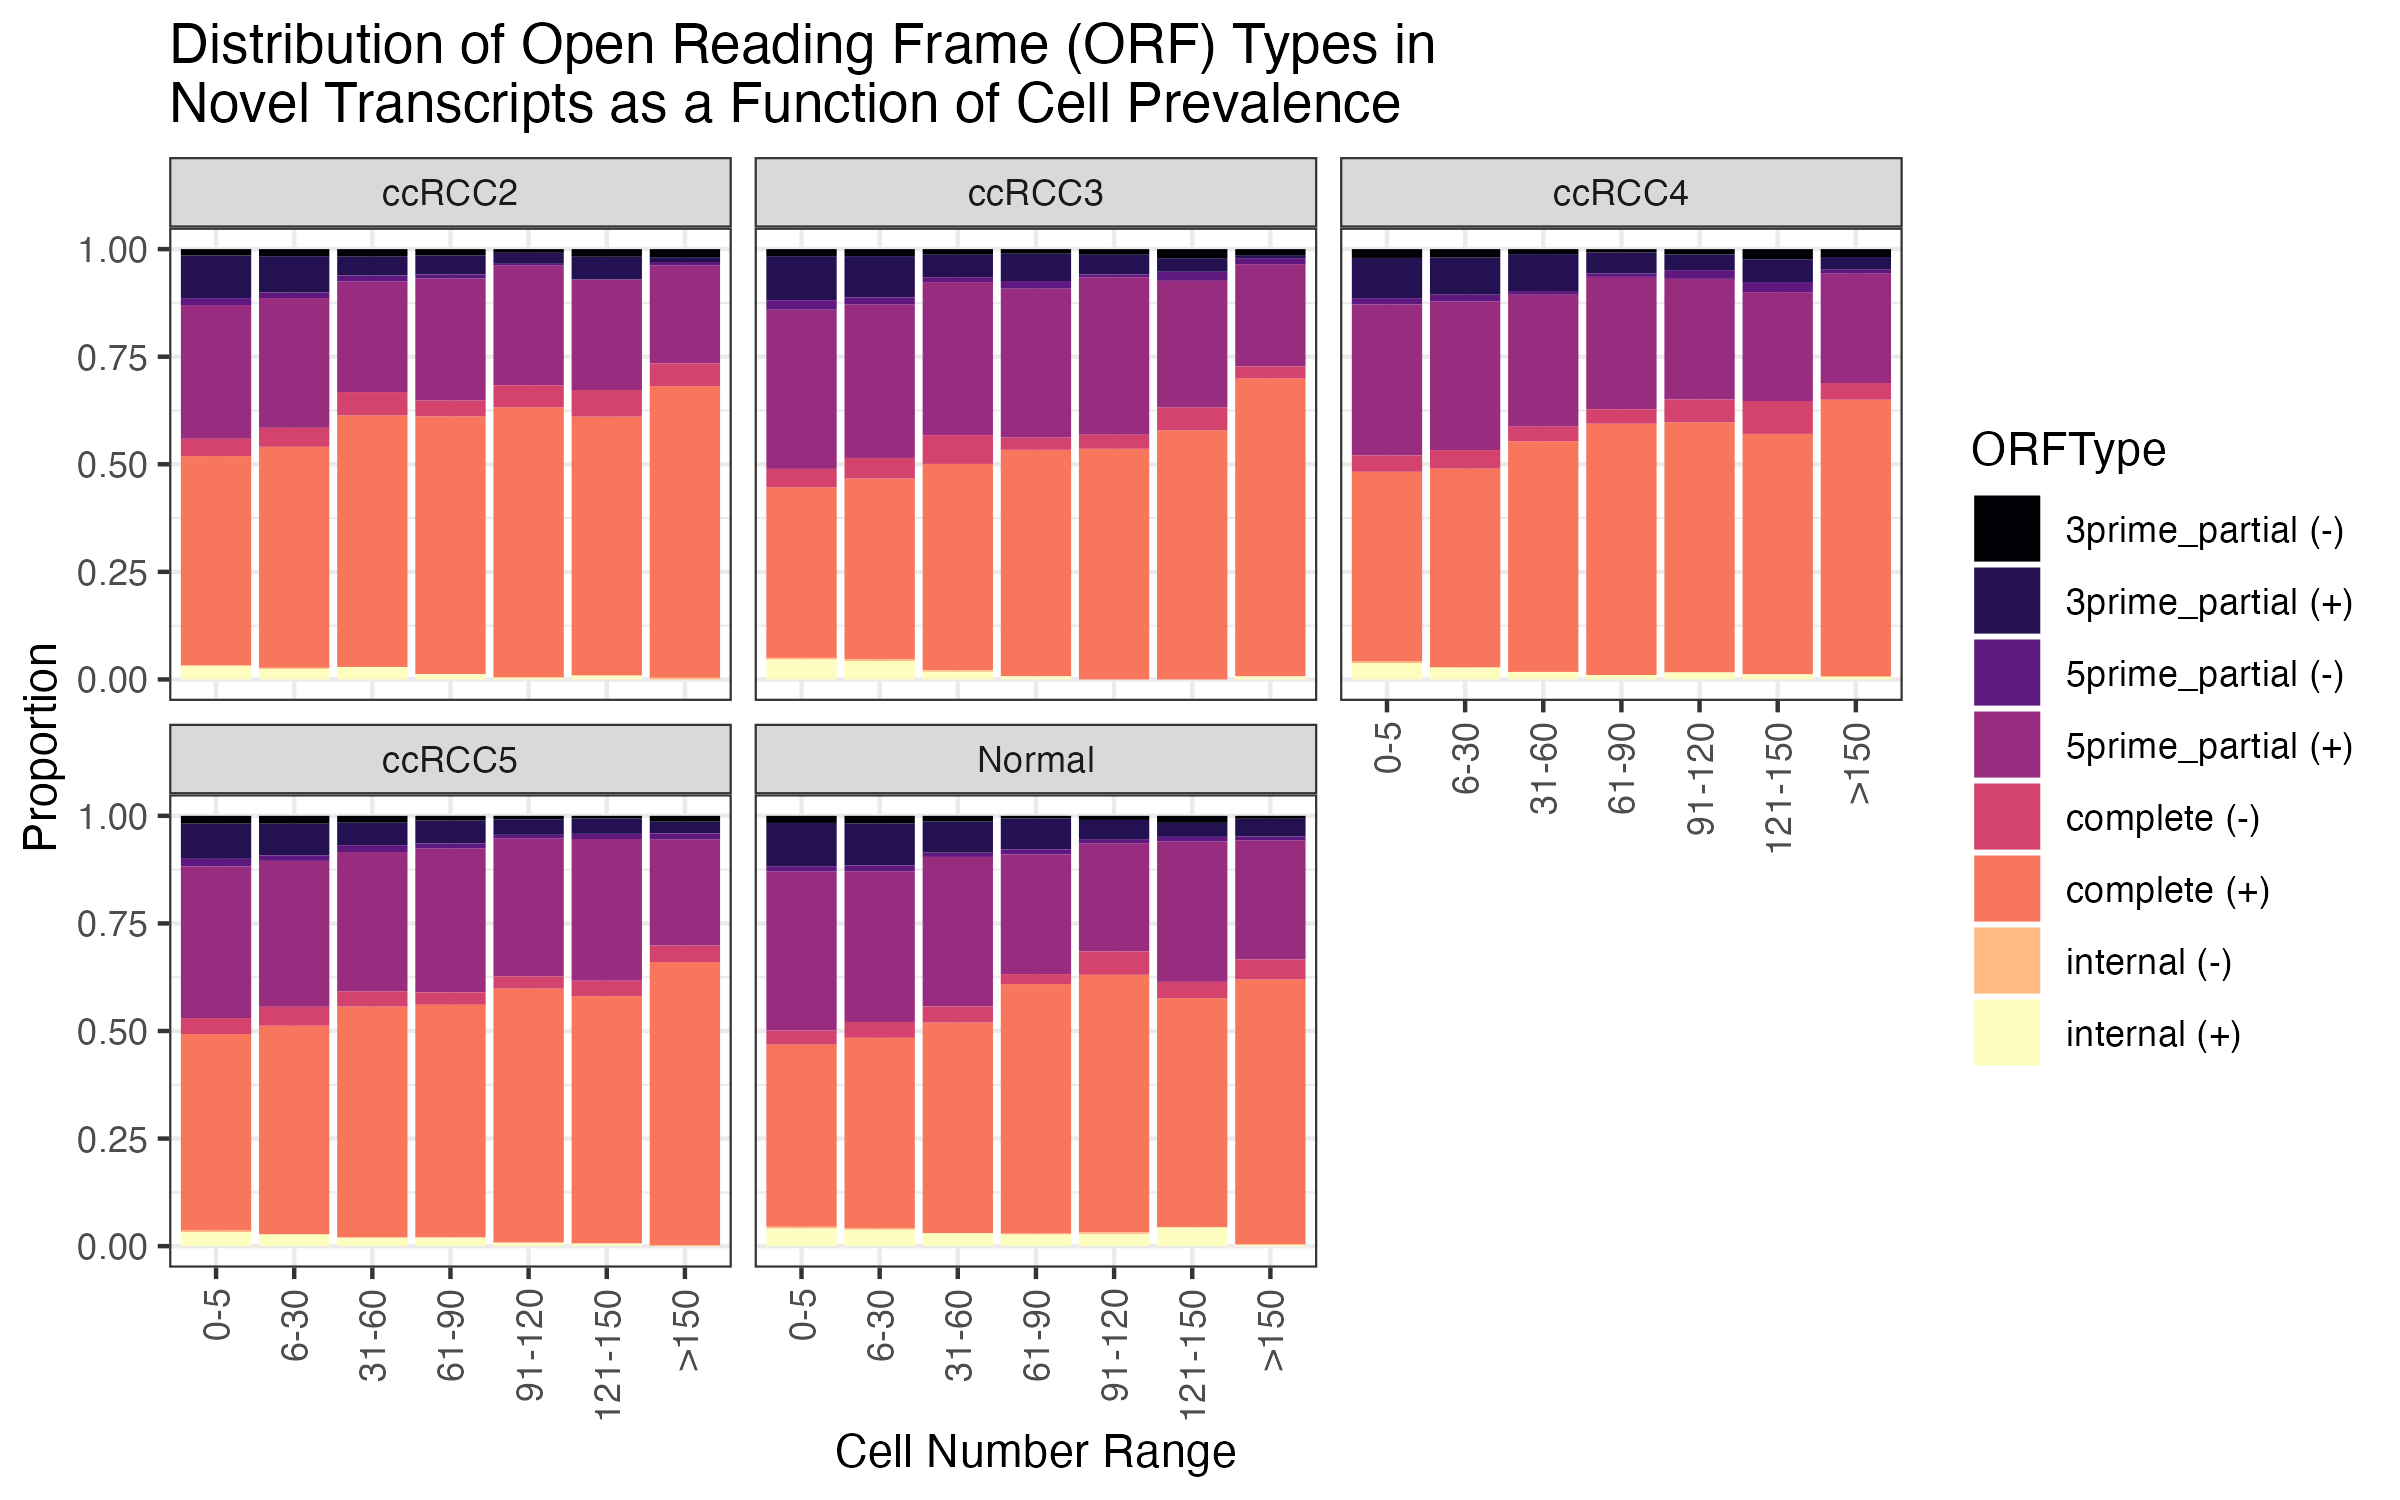 Distribution of Open Reading Frame (ORF) Types in
Novel Transcripts as a Function of Cell Prevalence
ccRCC2
ccRCC3
ccRCC4
1.00
0.75
0.50
0.25
0.00
0-5
6-30
31-60
61-90
91-120
121-150
>150
ccRCC5
Normal
1.00
0.75
0.50
0.25
0.00
0-5
6-30
31-60
61-90
91-120
121-150
>150
0-5
6-30
31-60
61-90
91-120
121-150
>150
Proportion
Cell Number Range
ORFType
3prime_partial (-)
3prime_partial (+)
5prime_partial (-)
5prime_partial (+)
complete (-)
complete (+)
internal (-)
internal (+)